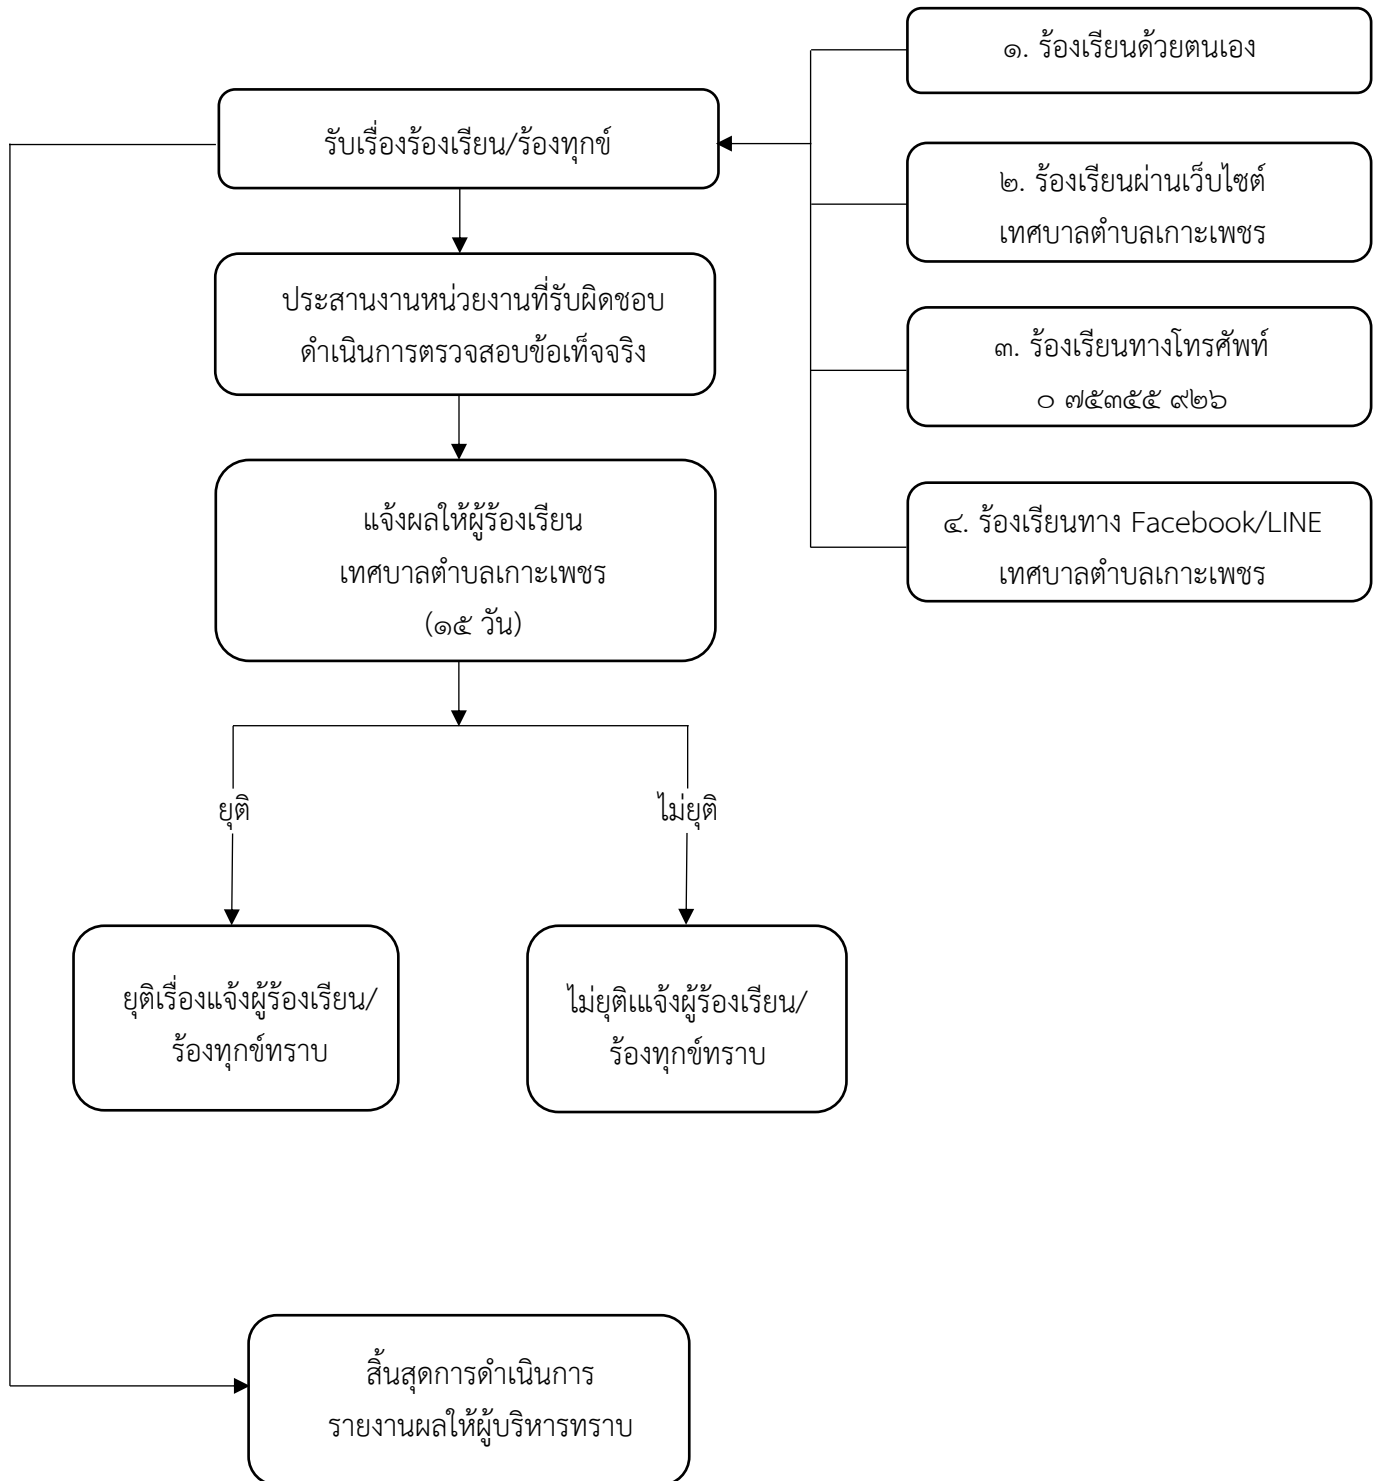 ๑. ร้องเรียนด้วยตนเอง
รับเรื่องร้องเรียน/ร้องทุกข์
๒. ร้องเรียนผ่านเว็บไซต์
เทศบาลตำบลเกาะเพชร
ประสานงานหน่วยงานที่รับผิดชอบ
ดำเนินการตรวจสอบข้อเท็จจริง
๓. ร้องเรียนทางโทรศัพท์
๐ ๗๕๓๕๕ ๙๒๖
แจ้งผลให้ผู้ร้องเรียน
เทศบาลตำบลเกาะเพชร
(๑๕ วัน)
๔. ร้องเรียนทาง Facebook/LINE
เทศบาลตำบลเกาะเพชร
ยุติ
ไม่ยุติ
ยุติเรื่องแจ้งผู้ร้องเรียน/
ร้องทุกข์ทราบ
ไม่ยุติแแจ้งผู้ร้องเรียน/
ร้องทุกข์ทราบ
สิ้นสุดการดำเนินการ
รายงานผลให้ผู้บริหารทราบ